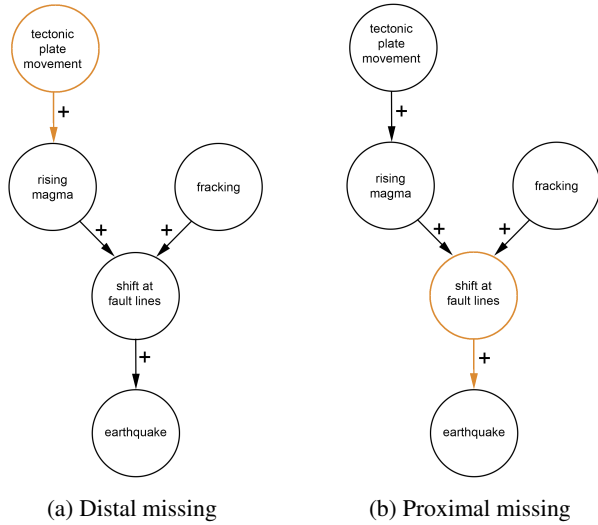 tectonic
plate
movement
+
rising
magma
fracking
+
+
shift at
fault lines
+
earthquake
(a) Distal missing
tectonic
plate
movement
+
rising
magma
fracking
+
+
shift at
fault lines
+
earthquake
(b) Proximal missing